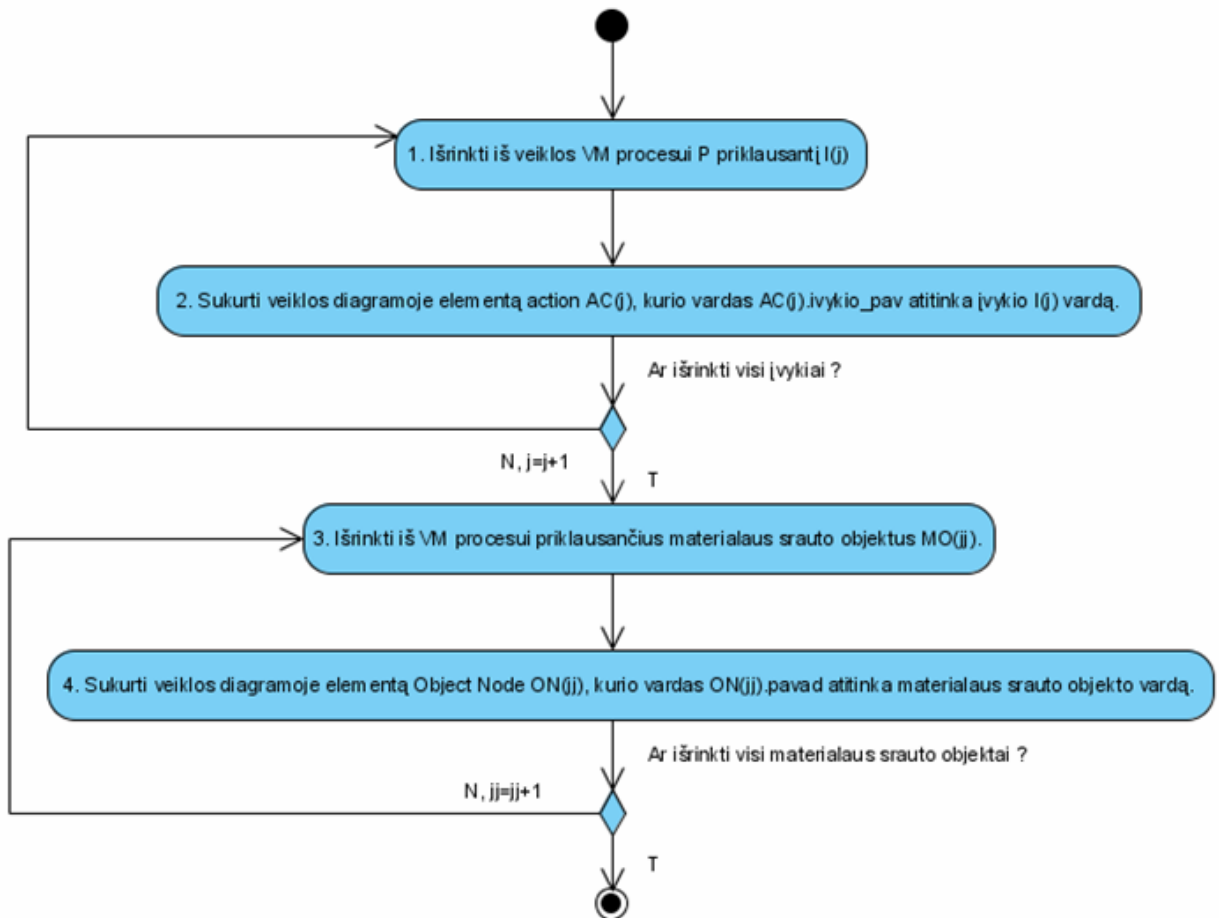 1. Išrinkti iš veiklos VM procesui P priklausantį I(j)
2. Sukurti veiklos diagramoje elementą action AC(j), kurio vardas AC(j).ivykio_pav atitinka įvykio I(j) vardą.
Ar išrinkti visi įvykiai ?
N, j=j+1
T
3. Išrinkti iš VM procesui priklausančius materialaus srauto objektus MO(jj).
4. Sukurti veiklos diagramoje elementą Object Node ON(jj), kurio vardas ON(jj).pavad atitinka materialaus srauto objekto vardą.
Ar išrinkti visi materialaus srauto objektai ?
N, jj=jj+1
T